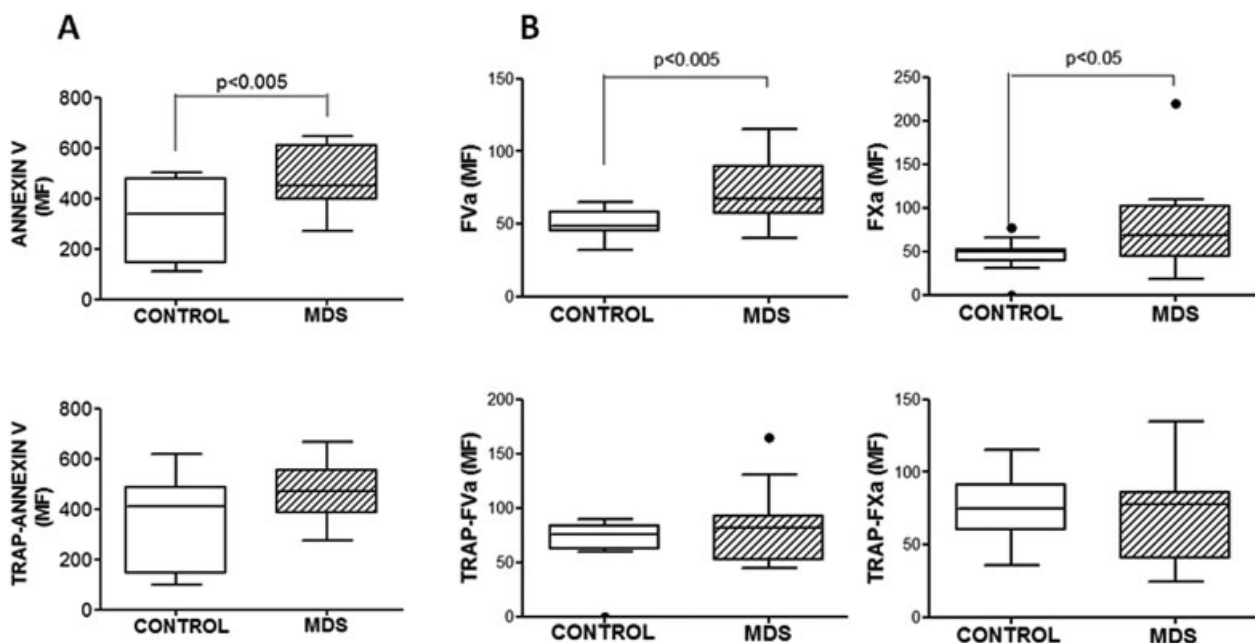 A
B
p<0.005
800
600
400
200
0
ANNEXIN V
(MF)
CONTROL
MDS
p<0.005
150
100
50
0
FVa (MF)
CONTROL
MDS
p<0.05
250
200
150
100
50
0
FXa (MF)
CONTROL
MDS
800
600
400
200
0
TRAP-ANNEXIN V
(MF)
CONTROL
MDS
200
150
100
50
0
TRAP-FVa (MF)
CONTROL
MDS
150
100
50
0
TRAP-FXa (MF)
CONTROL
MDS